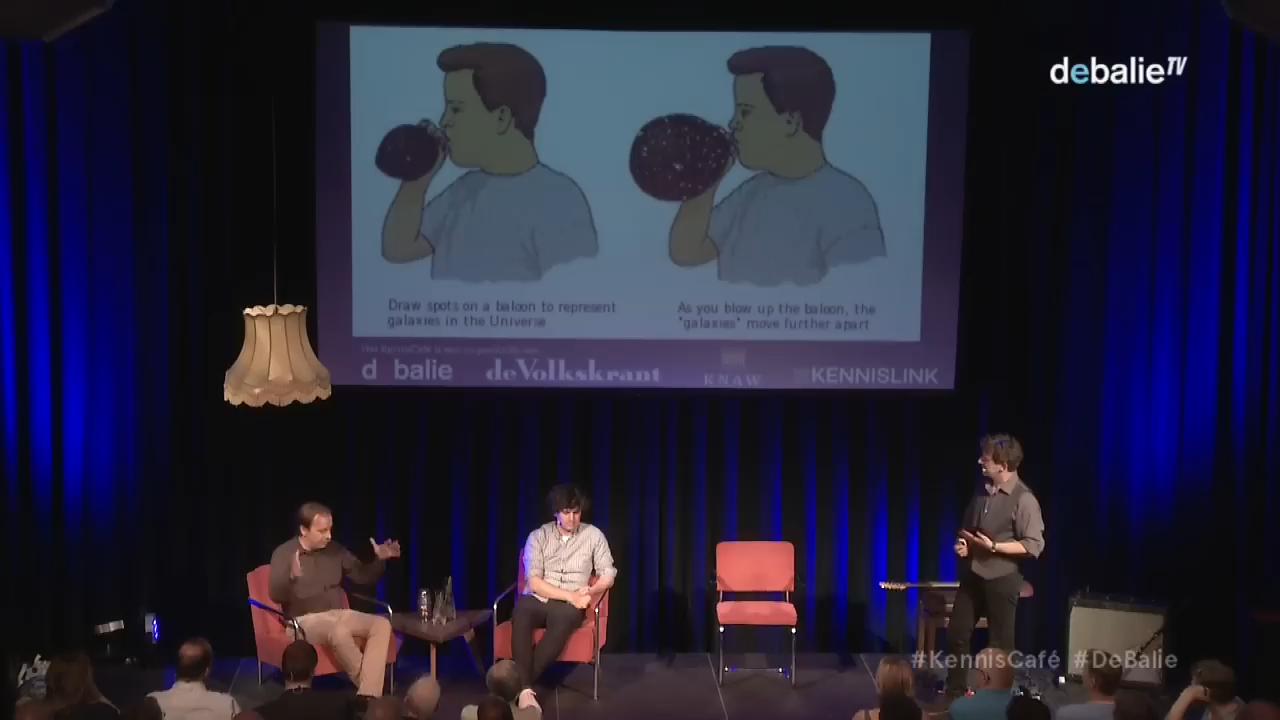 debalieTV
Draw spots on a baloon to represent
galaxies in the Universe
As you blow up the baloon, the
"galaxies" move further apart
d balie
deVolkskrant
KNAW
KENNISLINK
#KennisCafé #DeBalie